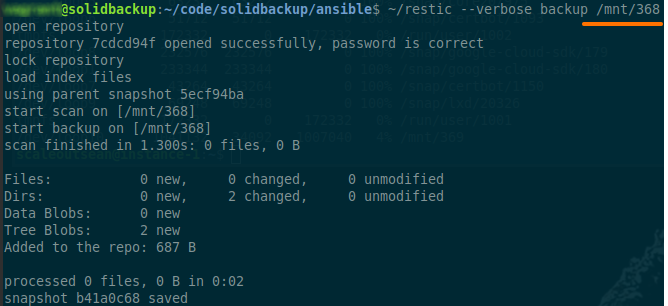 @solidbackup:~/code/solidbackup/ansible$ ~/restic --verbose backup /mnt/368
open repository
repository 7cdcd94f opened successfully, password is correct
lock repository
load index files
using parent snapshot 5ecf94ba
start scan on [/mnt/368]
start backup on [/mnt/368]
scan finished in 1.300s: 0 files, 0 B
Files: 0 new, 0 changed, 0 unmodified
Dirs: 0 new, 2 changed, 0 unmodified
Data Blobs: 0 new
Tree Blobs: 2 new
Added to the repo: 687 B
processed 0 files, 0 B in 0:02
snapshot b41a0c68 saved